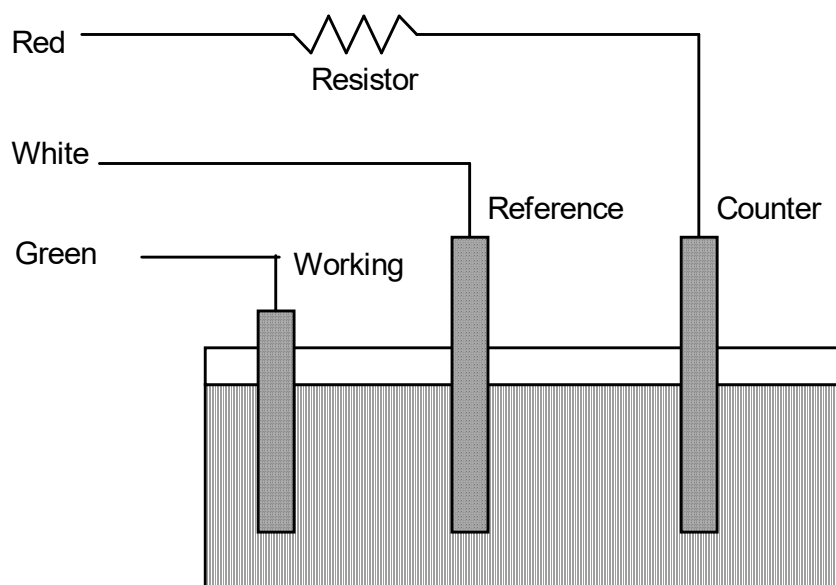 Red
Resistor
White
Reference
Counter
Green
Working